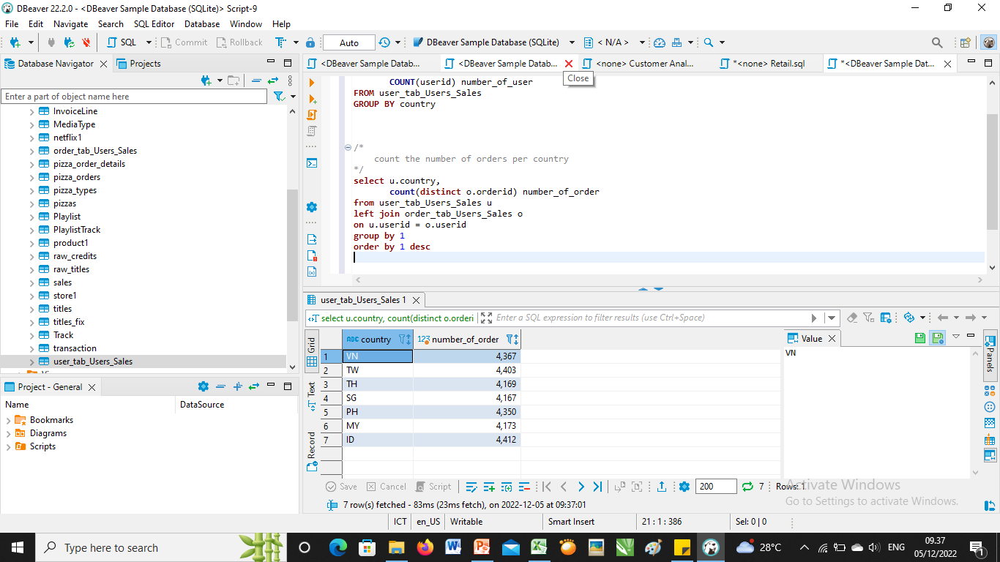 DBeaver 22.2.0 - <DBeaver Sample Database (SQLite)> Script-9
File Edit Navigate Search SQL Editor Database Window Help
SQL Commit Rollback Auto DBeaver Sample Database (SQLite) < N/A >
Database Navigator Projects
<DBeaver Sample Datab... <DBeaver Sample Datab... <none> Customer Anal... *<none> Retail.sql *<DBeaver Sample Dat...
Close
Enter a part of object name here
InvoiceLine
MediaType
netflix1
order_tab_Users_Sales
pizza_order_details
pizza_orders
pizza_types
pizzas
Playlist
PlaylistTrack
product1
raw_credits
raw_titles
sales
store1
titles
titles_fix
Track
transaction
user_tab_Users_Sales
COUNT(userid) number_of_user
FROM user_tab_Users_Sales
GROUP BY country
/*
count the number of orders per country
*/
select u.country,
count(distinct o.orderid) number_of_order
from user_tab_Users_Sales u
left join order_tab_Users_Sales o
on u.userid = o.userid
group by 1
order by 1 desc
Project - General
Name DataSource
Bookmarks
Diagrams
Scripts
user_tab_Users_Sales 1
select u.country, count(distinct o.orderi Enter a SQL expression to filter results (use Ctrl+Space)
Grid
Text
Record
ABC country 123 number_of_order
1 VN 4,367
2 TW 4,403
3 TH 4,169
4 SG 4,167
5 PH 4,350
6 MY 4,173
7 ID 4,412
Value
VN
Panels
Save Cancel Script 200 7 Rows: 1
Activate Windows
Go to Settings to activate Windows.
7 row(s) fetched - 83ms (23ms fetch), on 2022-12-05 at 09:37:01
ICT en_US Writable Smart Insert 21 : 1 : 386 Sel: 0 | 0
Type here to search
28°C ENG 09.37
05/12/2022
1